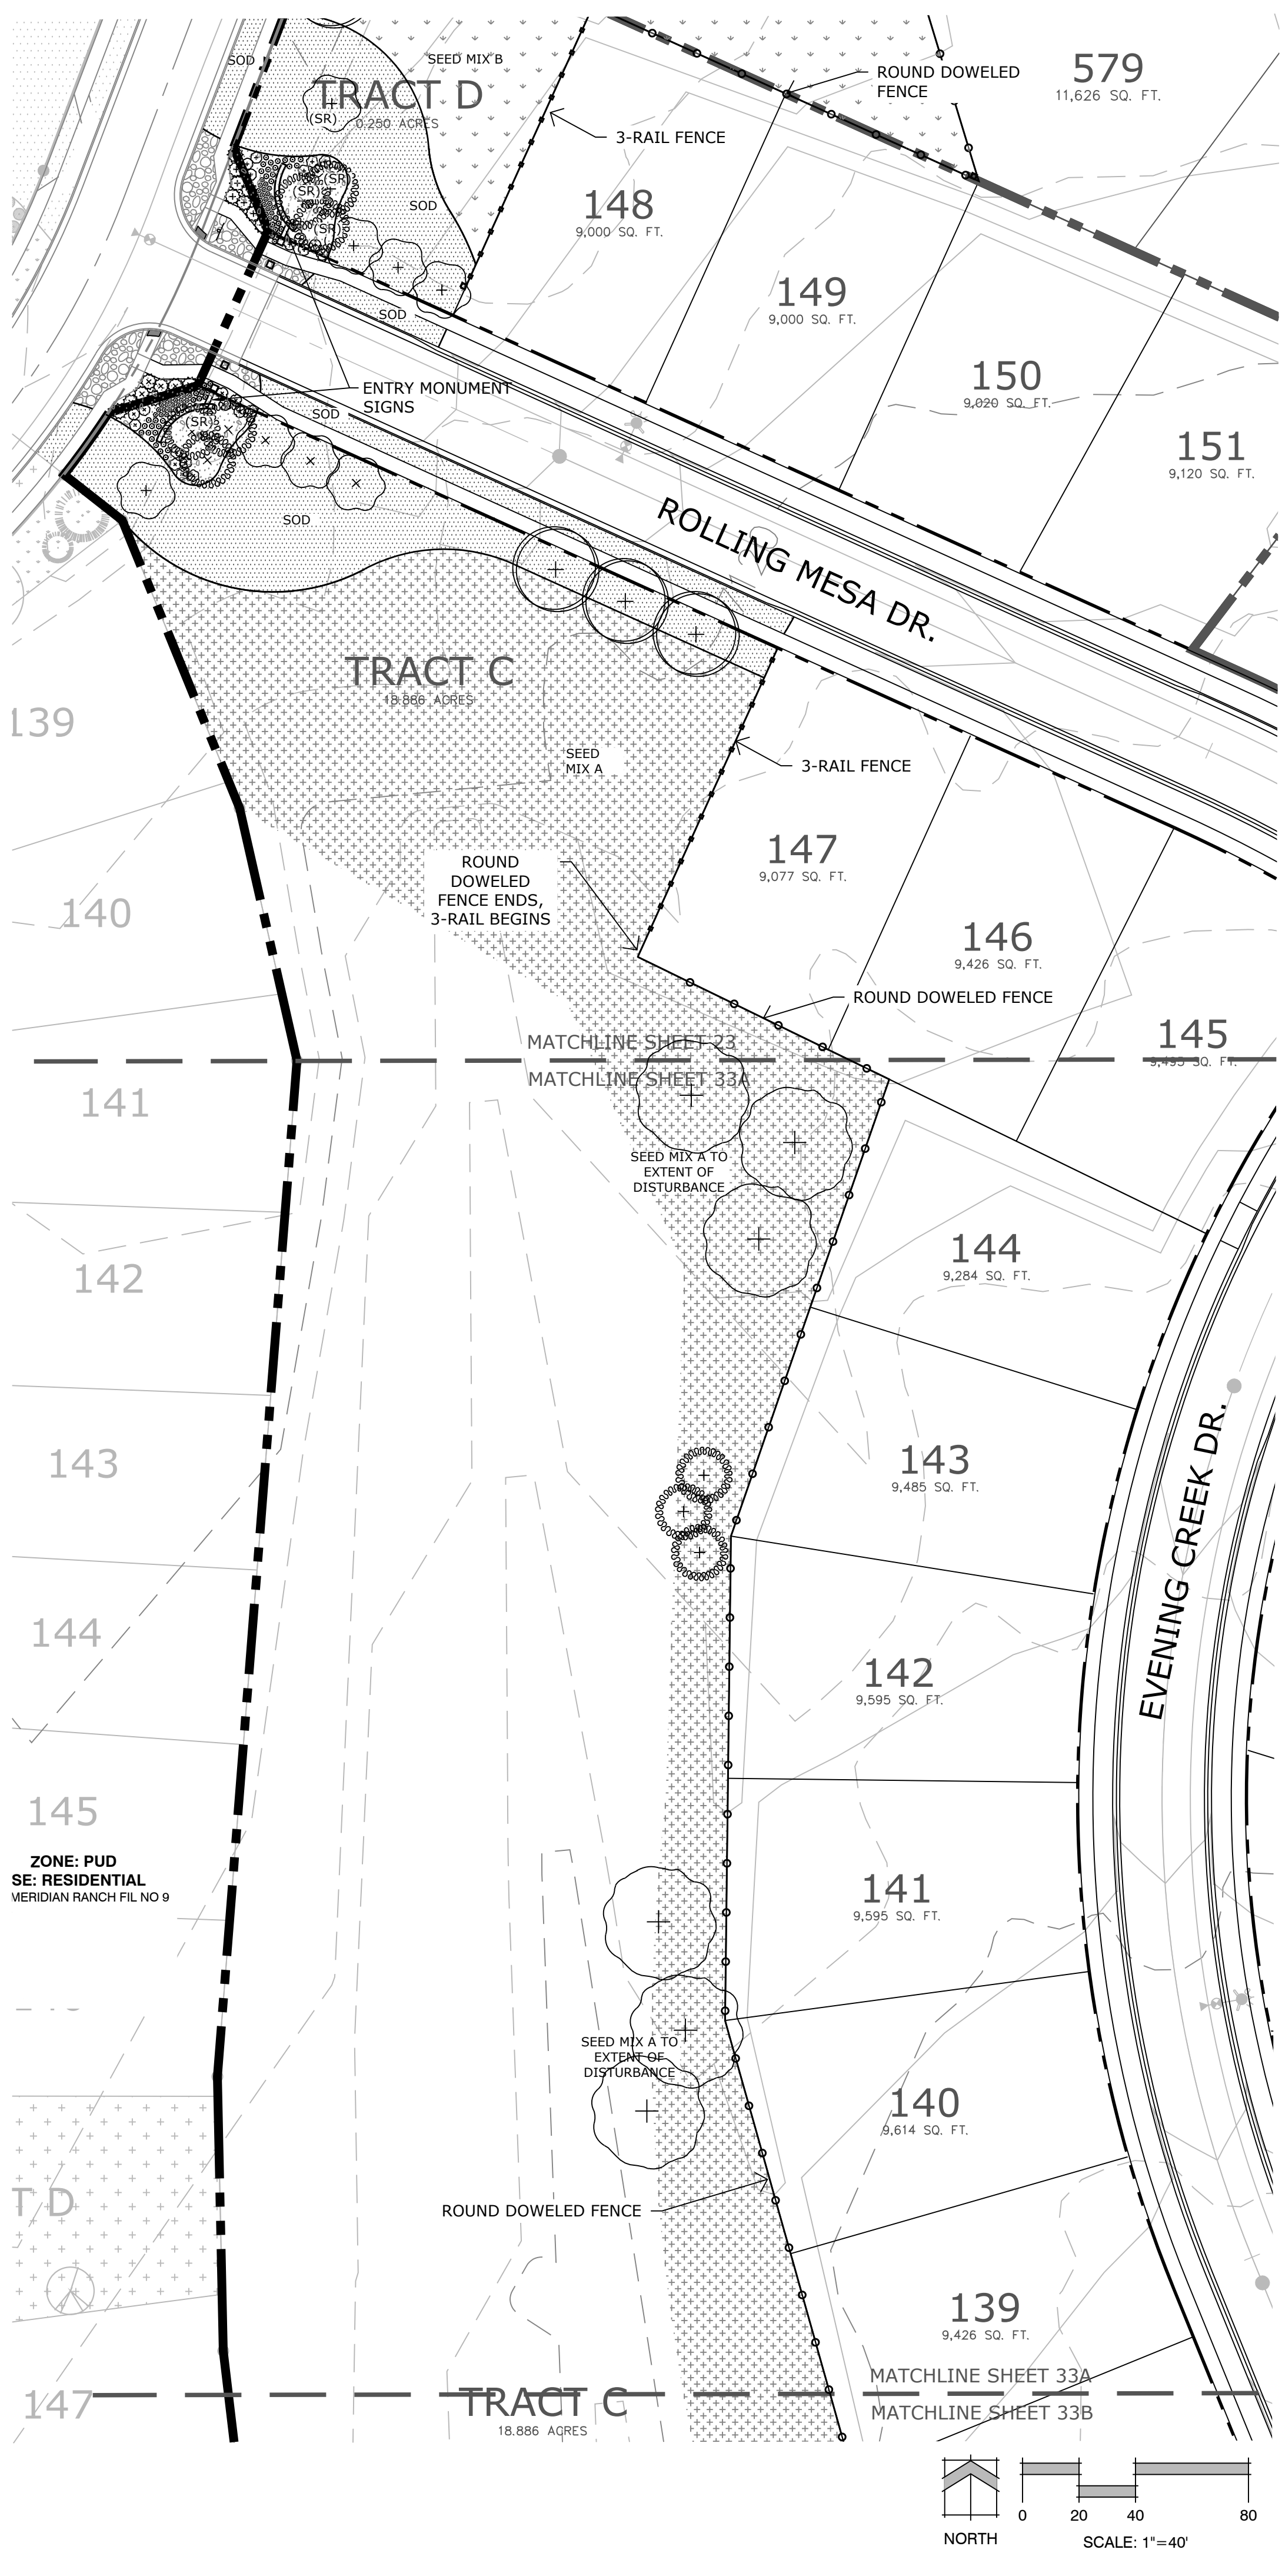 SOD
SEED MIX B
TRACT D
0.250 ACRES
(SR)
ROUND DOWELED
FENCE
579
11,626 SQ. FT.
3-RAIL FENCE
(SR)
(SR)
(SR)
SOD
148
9,000 SQ. FT.
149
9,000 SQ. FT.
SOD
ENTRY MONUMENT
SIGNS
150
9,020 SQ. FT.
SOD
(SR)
151
9,120 SQ. FT.
SOD
ROLLING MESA DR.
TRACT C
18.886 ACRES
139
SEED
MIX A
3-RAIL FENCE
147
9,077 SQ. FT.
ROUND
DOWELED
FENCE ENDS,
3-RAIL BEGINS
140
146
9,426 SQ. FT.
ROUND DOWELED FENCE
145
9,495 SQ. FT.
MATCHLINE SHEET 23
MATCHLINE SHEET 33A
141
SEED MIX A TO
EXTENT OF
DISTURBANCE
144
9,284 SQ. FT.
142
143
9,485 SQ. FT.
143
EVENING CREEK DR.
144
142
9,595 SQ. FT.
145
ZONE: PUD
SE: RESIDENTIAL
MERIDIAN RANCH FIL NO 9
141
9,595 SQ. FT.
SEED MIX A TO
EXTENT OF
DISTURBANCE
140
9,614 SQ. FT.
T D
ROUND DOWELED FENCE
139
9,426 SQ. FT.
MATCHLINE SHEET 33A
MATCHLINE SHEET 33B
147
TRACT C
18.886 ACRES
NORTH
0 20 40 80
SCALE: 1"=40'